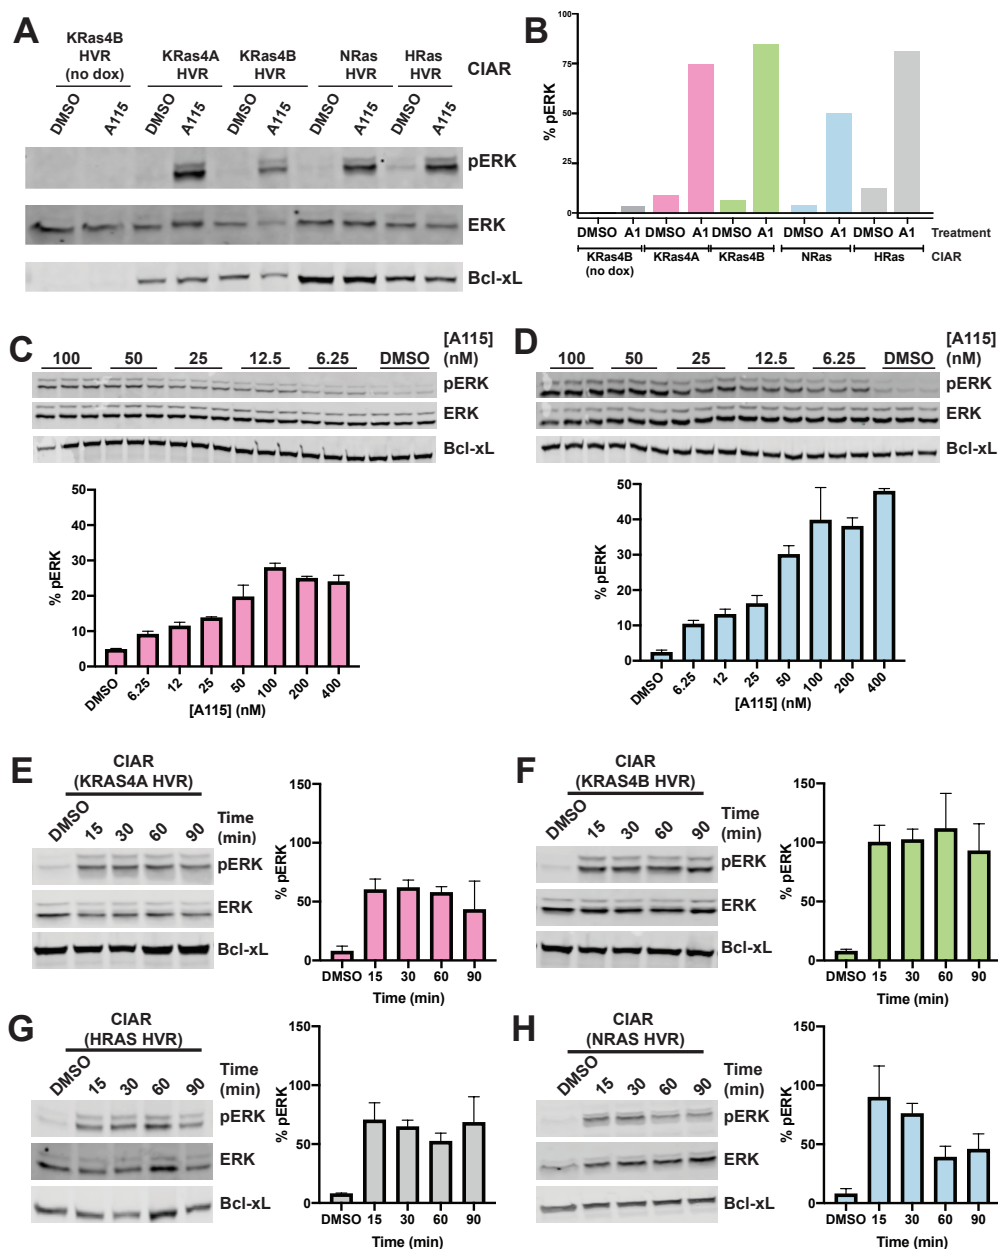 A
KRas4B
HVR
(no dox)
KRas4A
HVR
KRas4B
HVR
NRas
HVR
HRas
HVR
CIAR
DMSO
A115
DMSO
A115
DMSO
A115
DMSO
A115
DMSO
A115
pERK
ERK
Bcl-xL
B
% pERK
100
75
50
25
0
DMSO A1 DMSO A1 DMSO A1 DMSO A1 DMSO A1 Treatment
KRas4B
(no dox)
KRas4A
KRas4B
NRas
HRas
CIAR
C
[A115]
(nM)
100 50 25 12.5 6.25 DMSO
pERK
ERK
Bcl-xL
% pERK
50
40
30
20
10
0
DMSO
6.25
12
25
50
100
200
400
[A115] (nM)
D
[A115]
(nM)
100 50 25 12.5 6.25 DMSO
pERK
ERK
Bcl-xL
% pERK
50
40
30
20
10
0
DMSO
6.25
12
25
50
100
200
400
[A115] (nM)
E
CIAR
(KRAS4A HVR)
DMSO
15
30
60
90
Time
(min)
pERK
ERK
Bcl-xL
% pERK
150
100
50
0
DMSO 15 30 60 90
Time (min)
F
CIAR
(KRAS4B HVR)
DMSO
15
30
60
90
Time
(min)
pERK
ERK
Bcl-xL
% pERK
150
100
50
0
DMSO 15 30 60 90
Time (min)
G
CIAR
(HRAS HVR)
DMSO
15
30
60
90
Time
(min)
pERK
ERK
Bcl-xL
% pERK
150
100
50
0
DMSO 15 30 60 90
Time (min)
H
CIAR
(NRAS HVR)
DMSO
15
30
60
90
Time
(min)
pERK
ERK
Bcl-xL
% pERK
150
100
50
0
DMSO 15 30 60 90
Time (min)